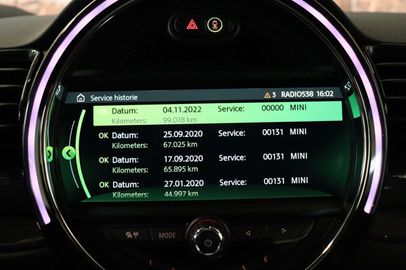 Service historie 3 RADIO538 16:02
OK Datum: 04.11.2022 Service: 00000 MINI
Kilometers: 99.018 km
OK Datum: 25.09.2020 Service: 00131 MINI
Kilometers: 67.025 km
OK Datum: 17.09.2020 Service: 00131 MINI
Kilometers: 65.895 km
OK Datum: 27.01.2020 Service: 00131 MINI
Kilometers: 44.997 km
MODE